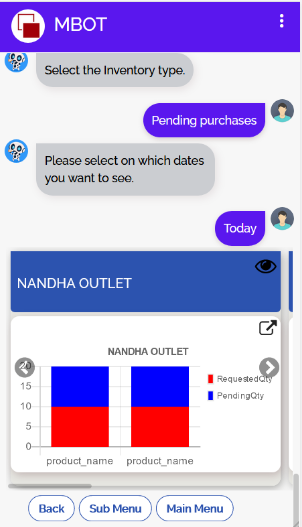 MBOT
Select the Inventory type.
Pending purchases
Please select on which dates
you want to see.
Today
NANDHA OUTLET
NANDHA OUTLET
20
15
10
5
0
RequestedQty
PendingQty
product_name product_name
Back Sub Menu Main Menu